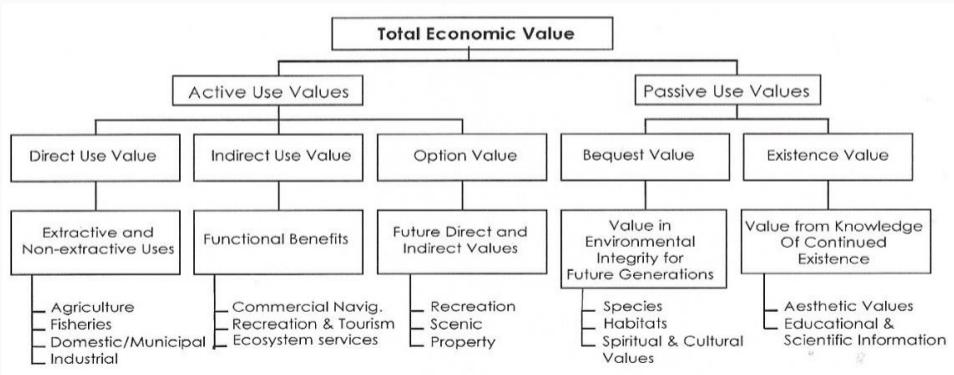 Total Economic Value
Active Use Values
Passive Use Values
Direct Use Value
Indirect Use Value
Option Value
Bequest Value
Existence Value
Extractive and
Non-extractive Uses
Functional Benefits
Future Direct and
Indirect Values
Value in
Environmental
Integrity for
Future Generations
Value from Knowledge
Of Continued
Existence
Agriculture
Fisheries
Domestic/Municipal
Industrial
Commercial Navig.
Recreation & Tourism
Ecosystem services
Recreation
Scenic
Property
Species
Habitats
Spiritual & Cultural
Values
Aesthetic Values
Educational &
Scientific Information